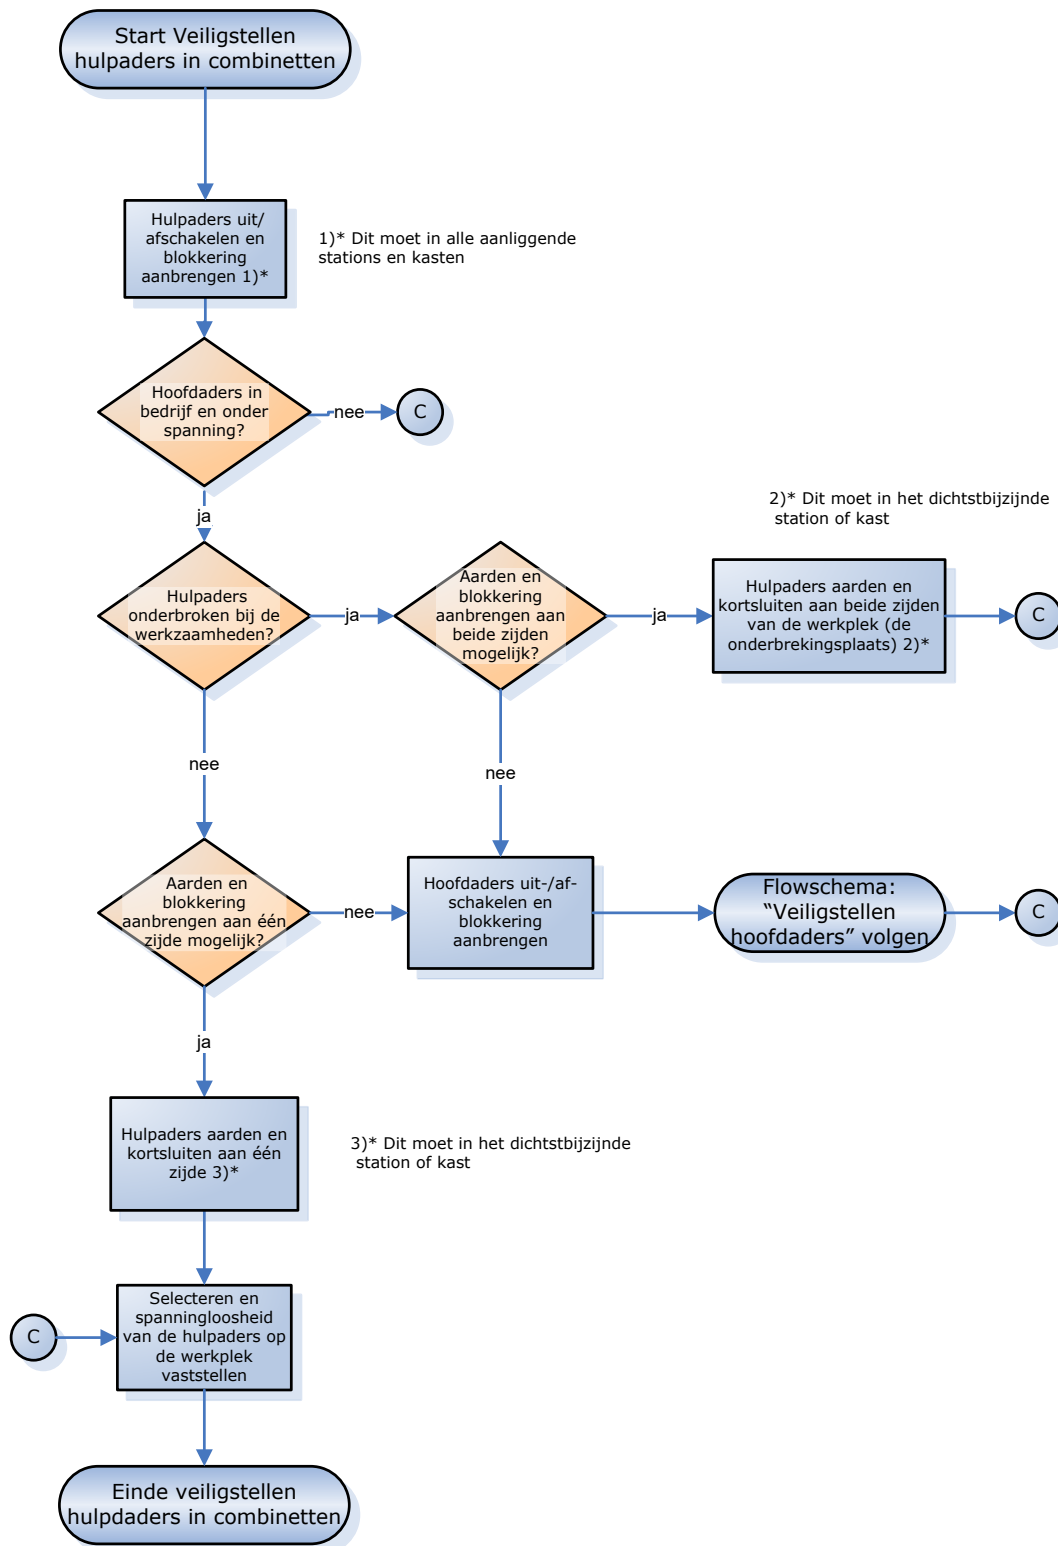 Start Veiligstellen
hulpaders in combinetten
Hulpaders uit/
afschakelen en
blokkering
aanbrengen 1)*
1)* Dit moet in alle aanliggende
stations en kasten
Hoofdaders in
bedrijf en onder
spanning?
nee
C
ja
2)* Dit moet in het dichtstbijzijnde
station of kast
Hulpaders
onderbroken bij de
werkzaamheden?
ja
Aarden en
blokkering
aanbrengen aan
beide zijden
mogelijk?
ja
Hulpaders aarden en
kortsluiten aan beide zijden
van de werkplek (de
onderbrekingsplaats) 2)*
C
nee
nee
Aarden en
blokkering
aanbrengen aan één
zijde mogelijk?
nee
Hoofdaders uit-/af-
schakelen en
blokkering
aanbrengen
Flowschema:
“Veiligstellen
hoofdaders” volgen
C
ja
Hulpaders aarden en
kortsluiten aan één
zijde 3)*
3)* Dit moet in het dichtstbijzijnde
station of kast
C
Selecteren en
spanningloosheid
van de hulpaders op
de werkplek
vaststellen
Einde veiligstellen
hulpdaders in combinetten